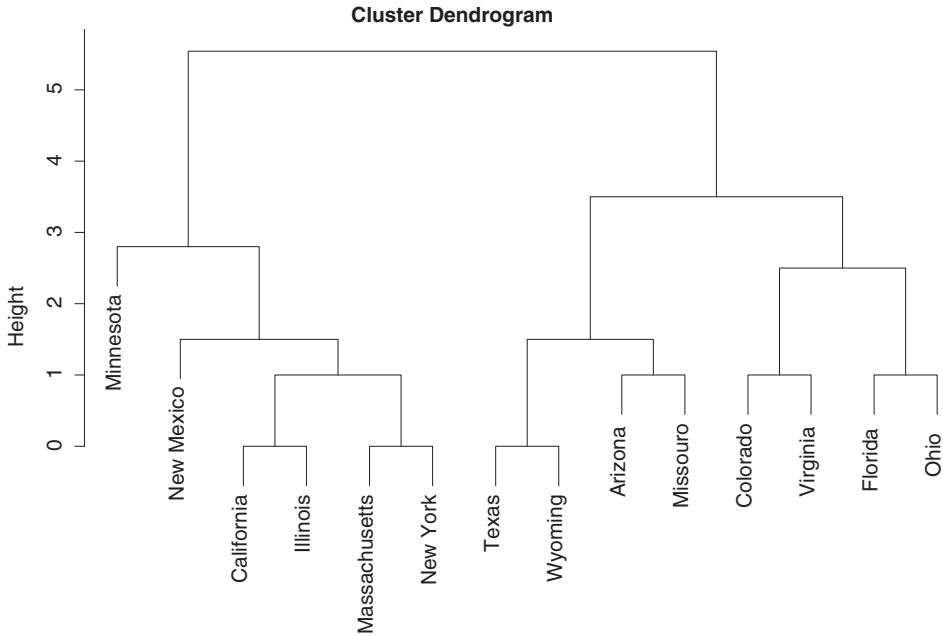 Cluster Dendrogram
Height
5
4
3
2
1
0
Minnesota
New Mexico
California
Illinois
Massachusetts
New York
Texas
Wyoming
Arizona
Missouro
Colorado
Virginia
Florida
Ohio